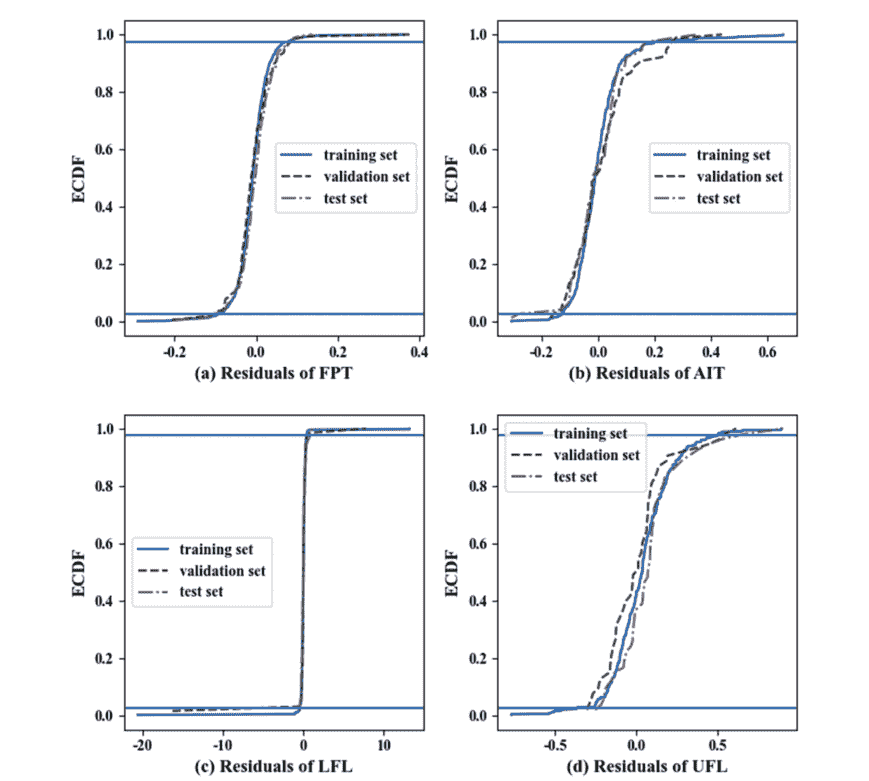 1.0
0.8
0.6
0.4
0.2
0.0
ECDF
training set
validation set
test set
-0.2 0.0 0.2 0.4
(a) Residuals of FPT
1.0
0.8
0.6
0.4
0.2
0.0
ECDF
training set
validation set
test set
-0.2 0.0 0.2 0.4 0.6
(b) Residuals of AIT
1.0
0.8
0.6
0.4
0.2
0.0
ECDF
training set
validation set
test set
-20 -10 0 10
(c) Residuals of LFL
1.0
0.8
0.6
0.4
0.2
0.0
ECDF
training set
validation set
test set
-0.5 0.0 0.5
(d) Residuals of UFL